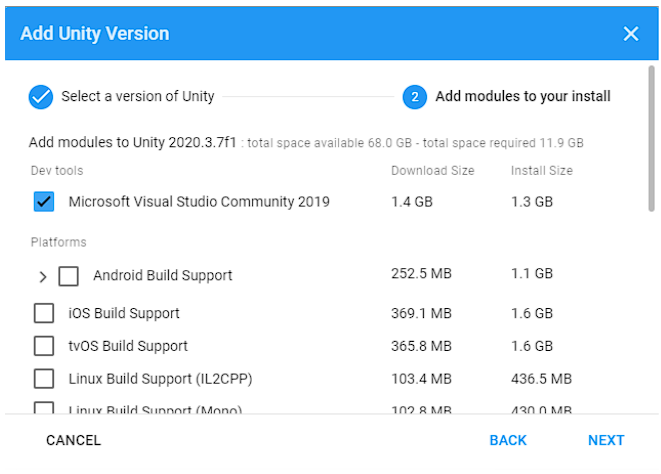 Add Unity Version
Select a version of Unity
2 Add modules to your install
Add modules to Unity 2020.3.7f1 : total space available 68.0 GB - total space required 11.9 GB
Dev tools Download Size Install Size
Microsoft Visual Studio Community 2019 1.4 GB 1.3 GB
Platforms
Android Build Support 252.5 MB 1.1 GB
iOS Build Support 369.1 MB 1.6 GB
tvOS Build Support 365.8 MB 1.6 GB
Linux Build Support (IL2CPP) 103.4 MB 436.5 MB
Linux Build Support (Mono) 102.8 MB 430.0 MB
CANCEL BACK NEXT